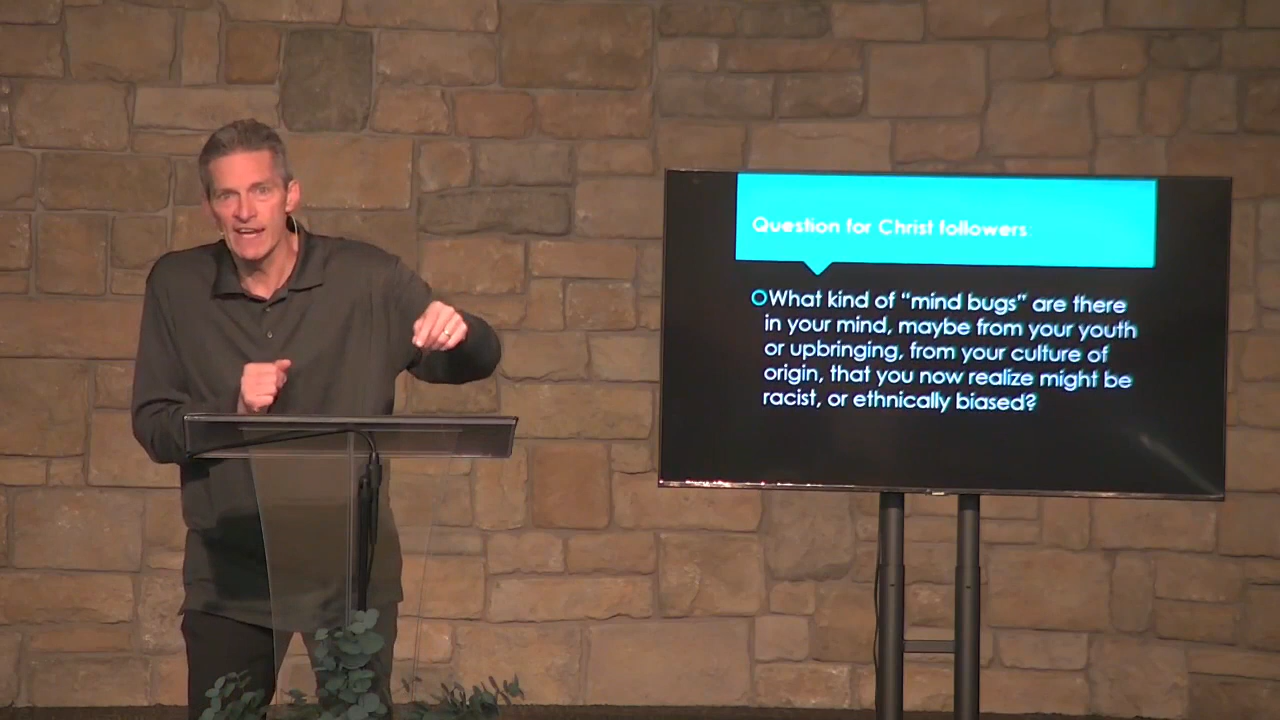 Question for Christ followers:
What kind of “mind bugs” are there
in your mind, maybe from your youth
or upbringing, from your culture of
origin, that you now realize might be
racist, or ethnically biased?